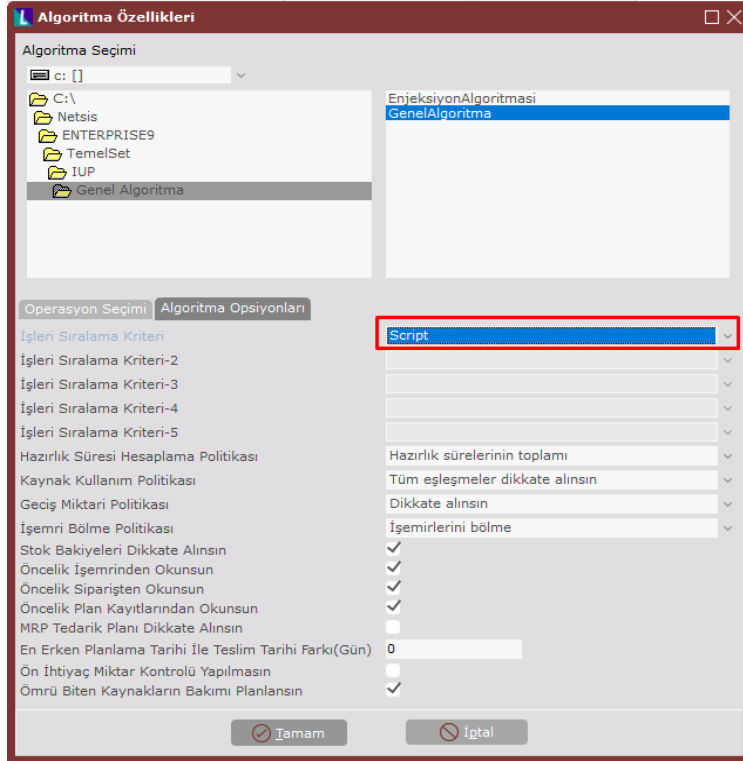 Algoritma Özellikleri
Algoritma Seçimi
c: []
C:\
Netsis
ENTERPRISE9
TemelSet
IUP
Genel Algoritma
EnjeksiyonAlgoritmasi
GenelAlgoritma
Operasyon Seçimi Algoritma Opsiyonları
İşleri Sıralama Kriteri Script
İşleri Sıralama Kriteri-2
İşleri Sıralama Kriteri-3
İşleri Sıralama Kriteri-4
İşleri Sıralama Kriteri-5
Hazırlık Süresi Hesaplama Politikası Hazırlık sürelerinin toplamı
Kaynak Kullanım Politikası Tüm eşleşmeler dikkate alınsın
Geciş Miktari Politikası Dikkate alınsın
İşemri Bölme Politikası İşemirlerini bölme
Stok Bakiyeleri Dikkate Alınsın
Öncelik İşemrinden Okunsun
Öncelik Siparişten Okunsun
Öncelik Plan Kayıtlarından Okunsun
MRP Tedarik Planı Dikkate Alınsın
En Erken Planlama Tarihi İle Teslim Tarihi Farkı(Gün) 0
Ön İhtiyaç Miktar Kontrolü Yapılmasın
Ömrü Biten Kaynakların Bakımı Planlansın
Tamam İptal